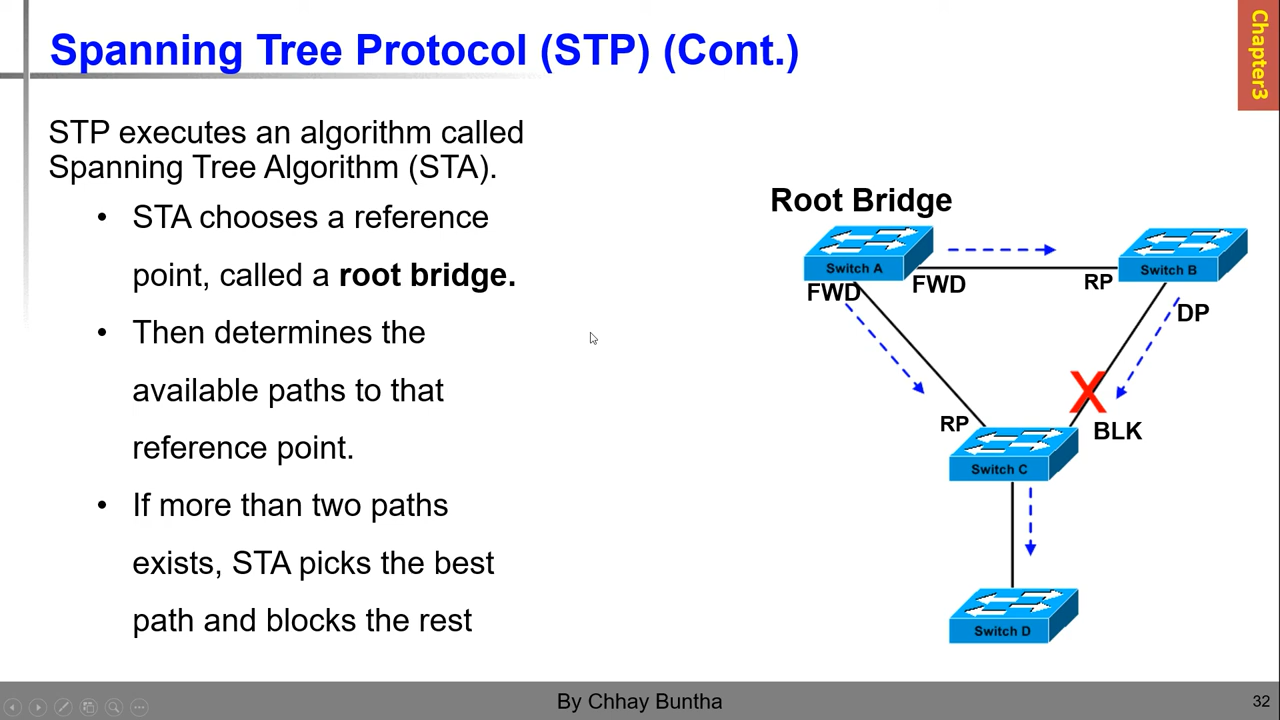 Spanning Tree Protocol (STP) (Cont.)
Chapter3
STP executes an algorithm called
Spanning Tree Algorithm (STA).
• STA chooses a reference
point, called a root bridge.
• Then determines the
available paths to that
reference point.
• If more than two paths
exists, STA picks the best
path and blocks the rest
Root Bridge
Switch A
Switch B
FWD
FWD
RP
DP
X
RP
BLK
Switch C
Switch D
By Chhay Buntha
32